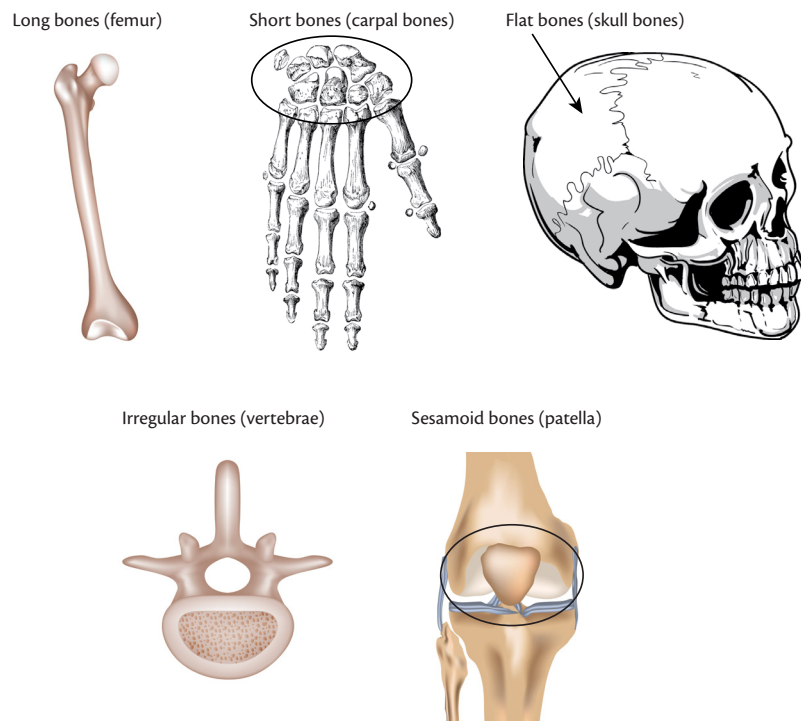 Long bones (femur)
Short bones (carpal bones)
Flat bones (skull bones)
Irregular bones (vertebrae)
Sesamoid bones (patella)